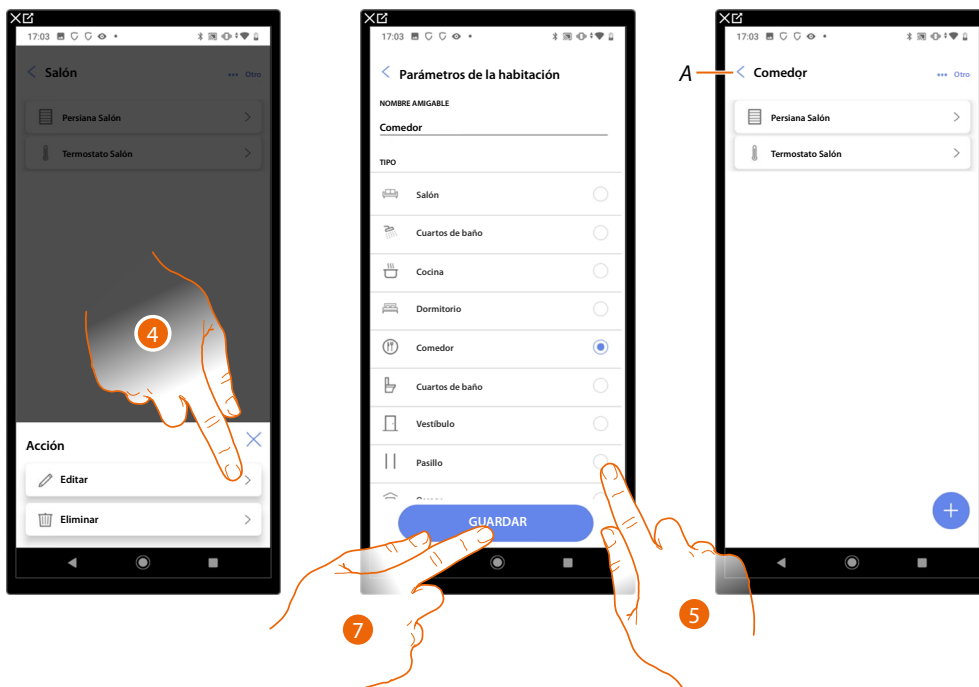 17:03
Salón
••• Otro
Persiana Salón
Termostato Salón
4
Acción
Editar
Eliminar
17:03
Parámetros de la habitación
NOMBRE AMIGABLE
Comedor
TIPO
Salón
Cuartos de baño
Cocina
Dormitorio
Comedor
Cuartos de baño
Vestíbulo
Pasillo
GUARDAR
7
5
A
17:03
Comedor
••• Otro
Persiana Salón
Termostato Salón